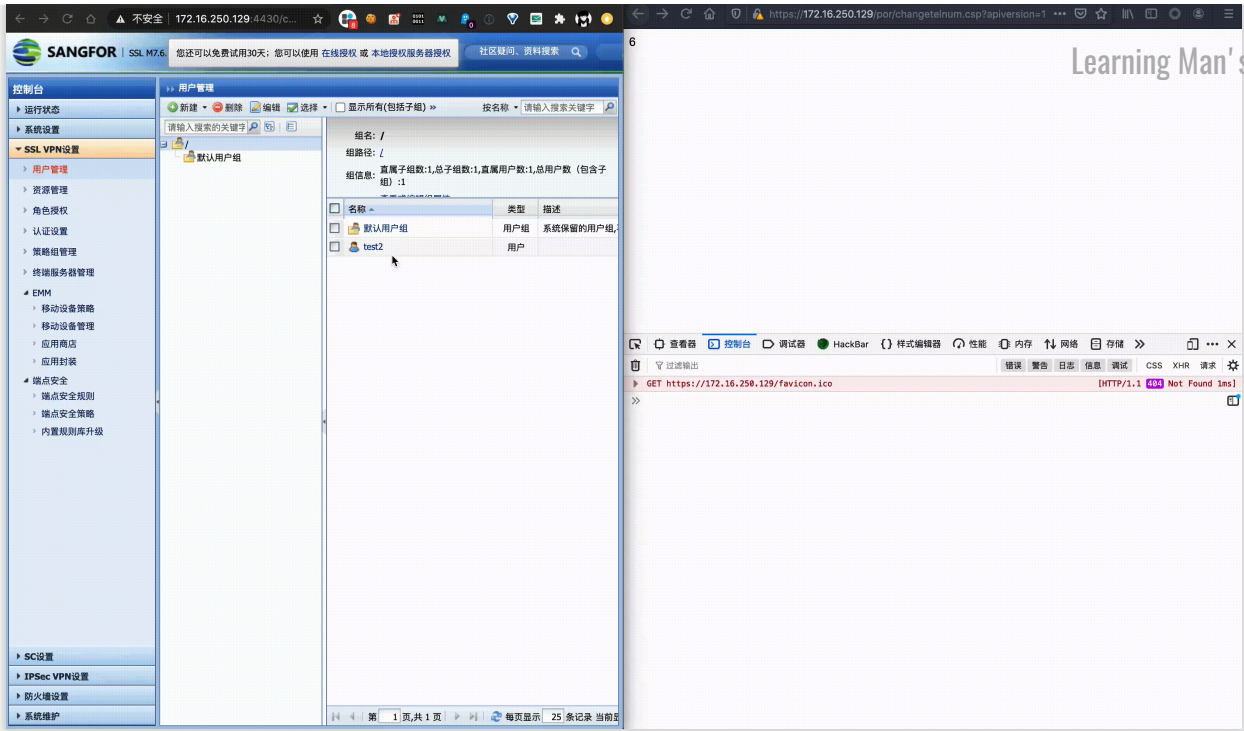 不安全 172.16.250.129:4430/c...
https://172.16.250.129/por/changetelnum.csp?apiversion=1
SANGFOR SSL M7.6.
您还可以免费试用30天；您可以使用 在线授权 或 本地授权服务器授权
社区疑问、资料搜索
6
Learning Man's
控制台
运行状态
系统设置
SSL VPN设置
用户管理
资源管理
角色授权
认证设置
策略组管理
终端服务器管理
EMM
移动设备策略
移动设备管理
应用商店
应用封装
端点安全
端点安全规则
端点安全策略
内置规则库升级
SC设置
IPSec VPN设置
防火墙设置
系统维护
用户管理
新建 删除 编辑 选择 显示所有(包括子组) »
按名称 请输入搜索关键字
请输入搜索的关键字
/
默认用户组
组名: /
组路径: /
组信息: 直属子组数:1,总子组数:1,直属用户数:1,总用户数（包含子
组）:1
名称 类型 描述
默认用户组 用户组 系统保留的用户组,
test2 用户
第 1 页,共 1 页 每页显示 25 条记录 当前
查看器 控制台 调试器 HackBar 样式编辑器 性能 内存 网络 存储
过滤输出
错误 警告 日志 信息 调试 CSS XHR 请求
GET https://172.16.250.129/favicon.ico [HTTP/1.1 404 Not Found 1ms]